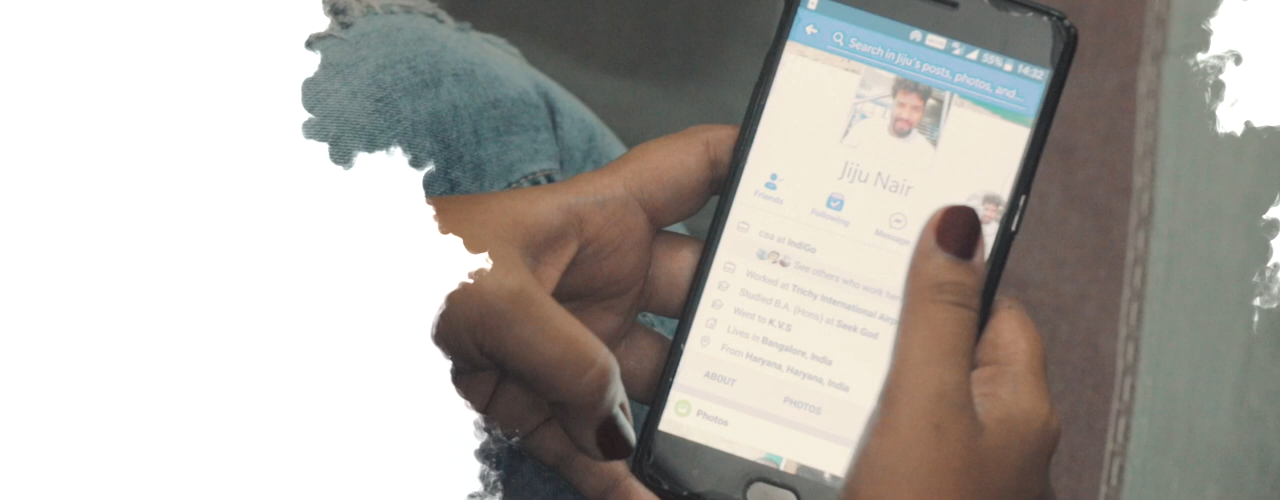 55% 14:32
Search in Jiju's posts, photos, and...
Jiju Nair
Friends
Following
Message
csa at IndiGo
See others who work her
Worked at Trichy International Airp
Studied B.A. (Hons) at Seek God
Went to K.V.S
Lives in Bangalore, India
From Haryana, Haryana, India
ABOUT
PHOTOS
Photos